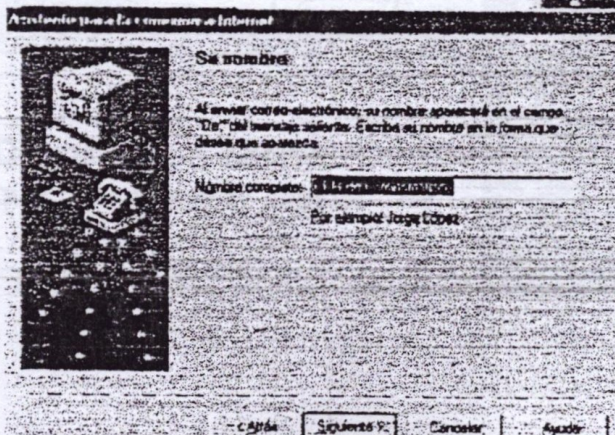 Asistente para la conexión a Internet
Su nombre
Al enviar correo electrónico, su nombre aparecerá en el campo
"De:" del mensaje saliente. Escriba su nombre en la forma que
desea que aparezca.
Nombre completo:
Por ejemplo: Jorge López
< Atrás
Siguiente >
Cancelar
Ayuda